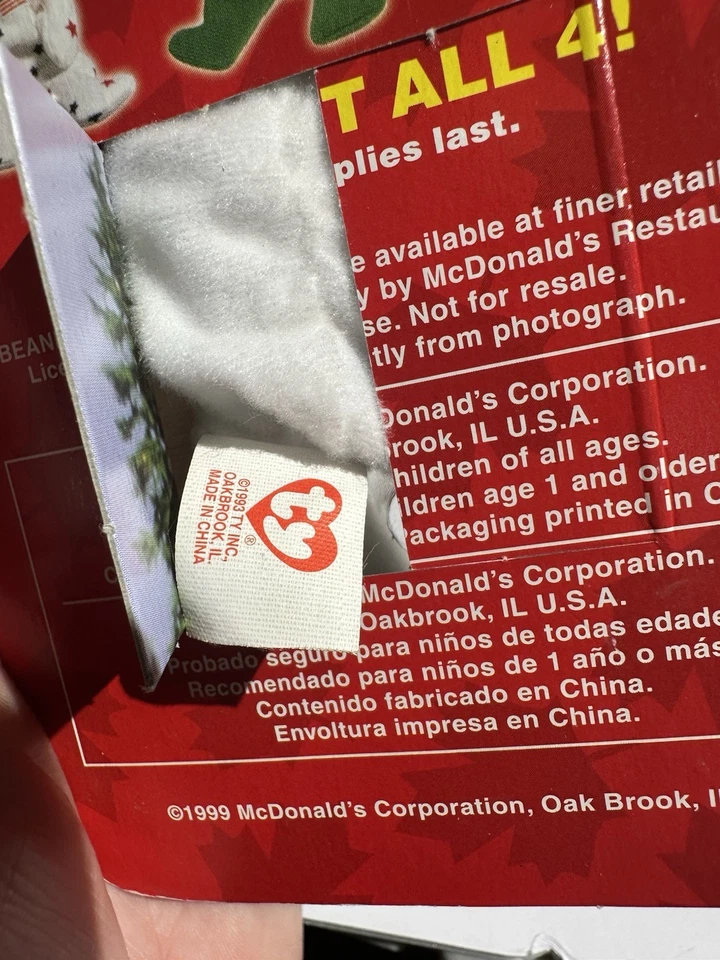 T ALL 4!
plies last.
e available at finer retail
y by McDonald's Restau
se. Not for resale.
tly from photograph.
BEAN
Lice
Donald's Corporation.
rook, IL U.S.A.
hildren of all ages.
ldren age 1 and older
ackaging printed in C
ty
®
©1993 TY INC,
OAKBROOK, IL,
MADE IN CHINA
McDonald's Corporation.
Oakbrook, IL U.S.A.
Probado seguro para niños de todas edade
Recomendado para niños de 1 año o más
Contenido fabricado en China.
Envoltura impresa en China.
©1999 McDonald's Corporation, Oak Brook, I